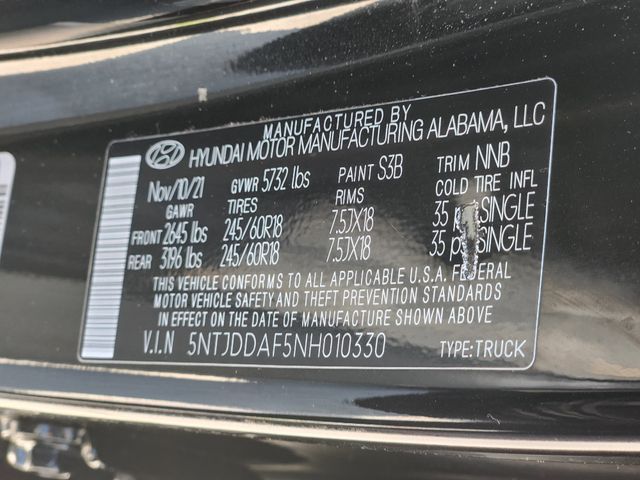 MANUFACTURED BY
HYUNDAI MOTOR MANUFACTURING ALABAMA, LLC
Nov/10/21 GVWR 5732 lbs PAINT S3B TRIM NNB
GAWR TIRES RIMS COLD TIRE INFL
FRONT 2645 lbs 245/60R18 7.5JX18 35 SINGLE
REAR 3196 lbs 245/60R18 7.5JX18 35 SINGLE
THIS VEHICLE CONFORMS TO ALL APPLICABLE U.S.A. FEDERAL
MOTOR VEHICLE SAFETY AND THEFT PREVENTION STANDARDS
IN EFFECT ON THE DATE OF MANUFACTURE SHOWN ABOVE
V.I.N 5NTJDDAF5NH010330 TYPE:TRUCK